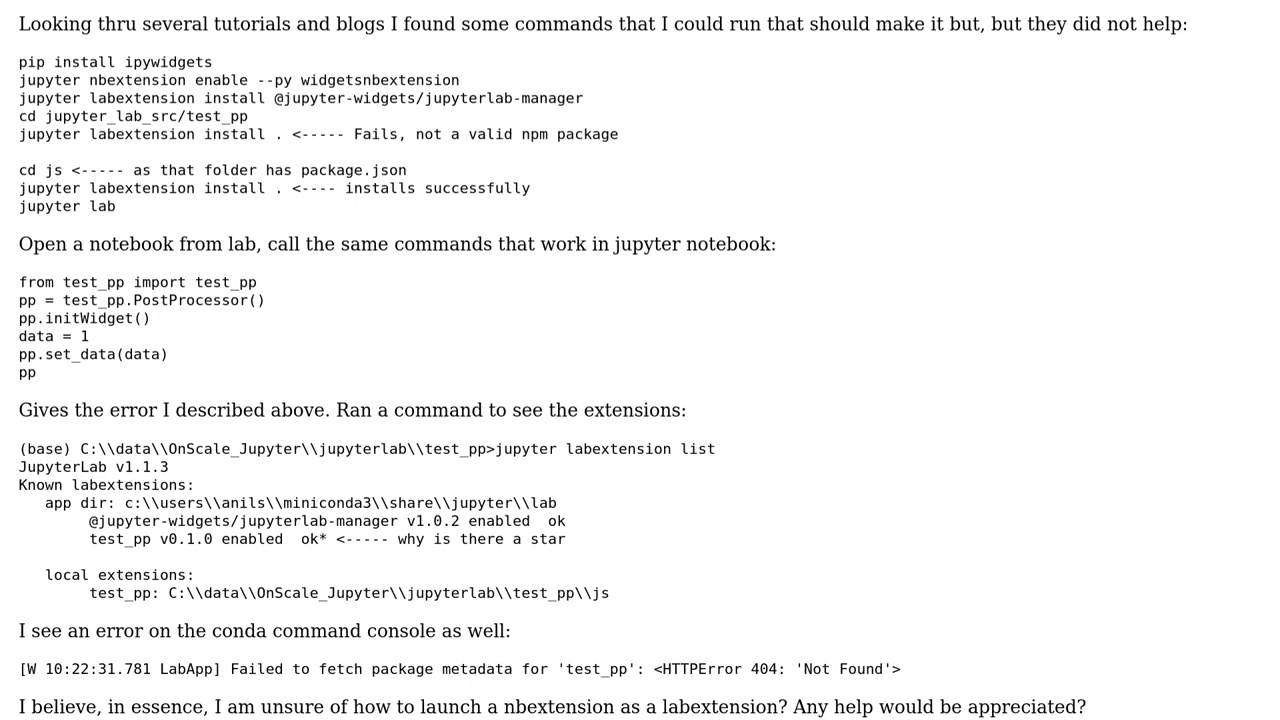 Looking thru several tutorials and blogs I found some commands that I could run that should make it but, but they did not help:
pip install ipywidgets
jupyter nbextension enable --py widgetsnbextension
jupyter labextension install @jupyter-widgets/jupyterlab-manager
cd jupyter_lab_src/test_pp
jupyter labextension install . <----- Fails, not a valid npm package
cd js <----- as that folder has package.json
jupyter labextension install . <---- installs successfully
jupyter lab
Open a notebook from lab, call the same commands that work in jupyter notebook:
from test_pp import test_pp
pp = test_pp.PostProcessor()
pp.initWidget()
data = 1
pp.set_data(data)
pp
Gives the error I described above. Ran a command to see the extensions:
(base) C:\\data\\OnScale_Jupyter\\jupyterlab\\test_pp>jupyter labextension list
JupyterLab v1.1.3
Known labextensions:
   app dir: c:\\users\\anils\\miniconda3\\share\\jupyter\\lab
        @jupyter-widgets/jupyterlab-manager v1.0.2 enabled  ok
        test_pp v0.1.0 enabled  ok* <----- why is there a star
   local extensions:
        test_pp: C:\\data\\OnScale_Jupyter\\jupyterlab\\test_pp\\js
I see an error on the conda command console as well:
[W 10:22:31.781 LabApp] Failed to fetch package metadata for 'test_pp': <HTTPError 404: 'Not Found'>
I believe, in essence, I am unsure of how to launch a nbextension as a labextension? Any help would be appreciated?